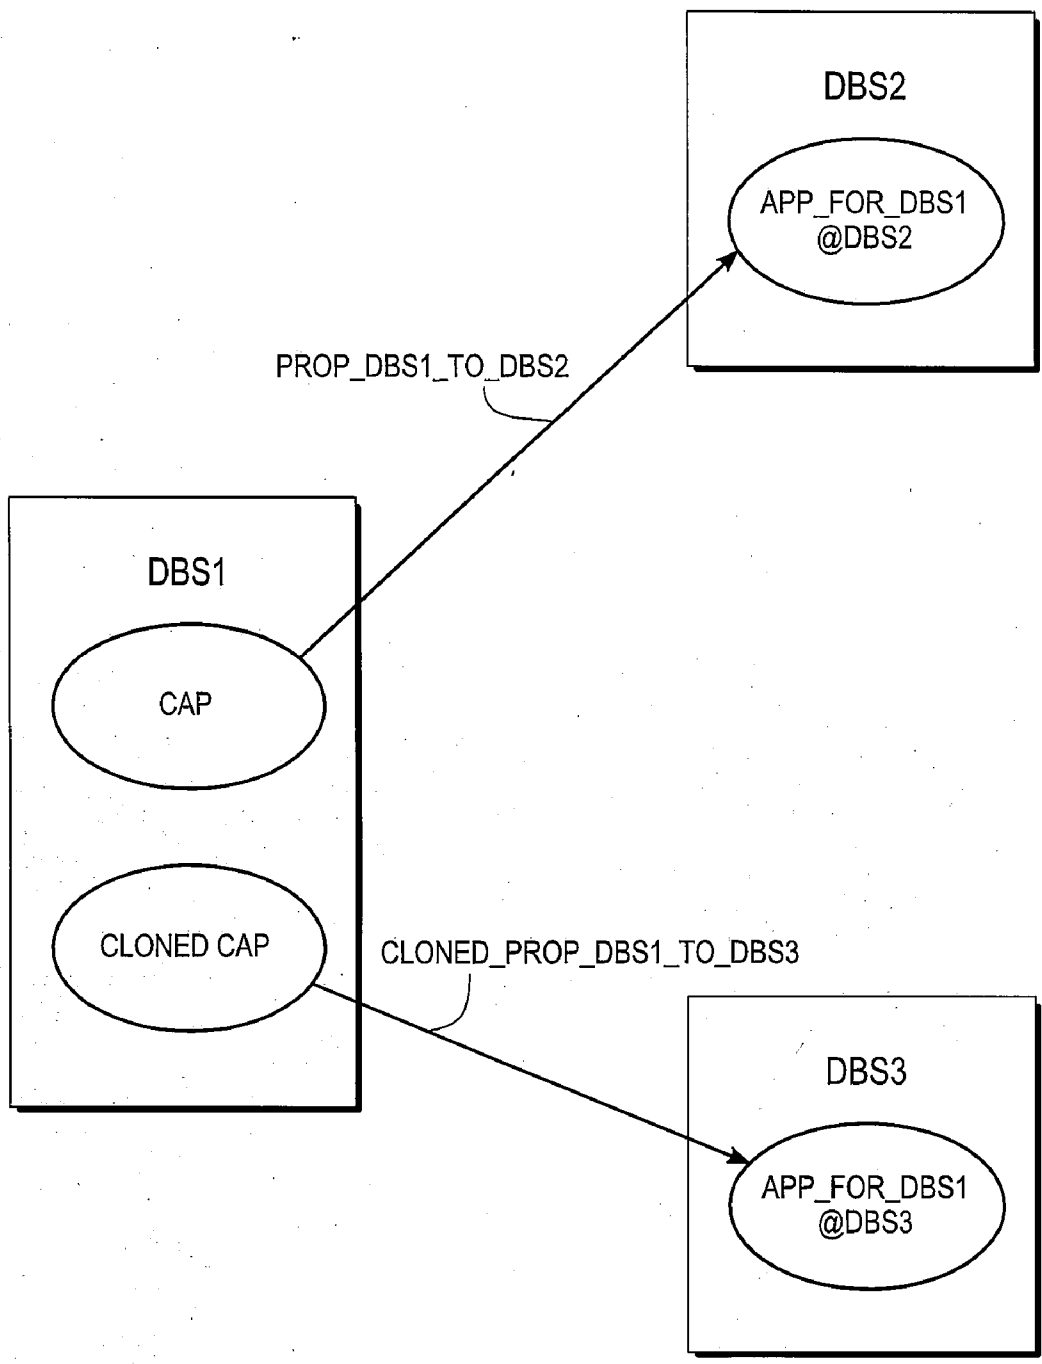 DBS2
APP_FOR_DBS1
@DBS2
PROP_DBS1_TO_DBS2
DBS1
CAP
CLONED CAP
CLONED_PROP_DBS1_TO_DBS3
DBS3
APP_FOR_DBS1
@DBS3